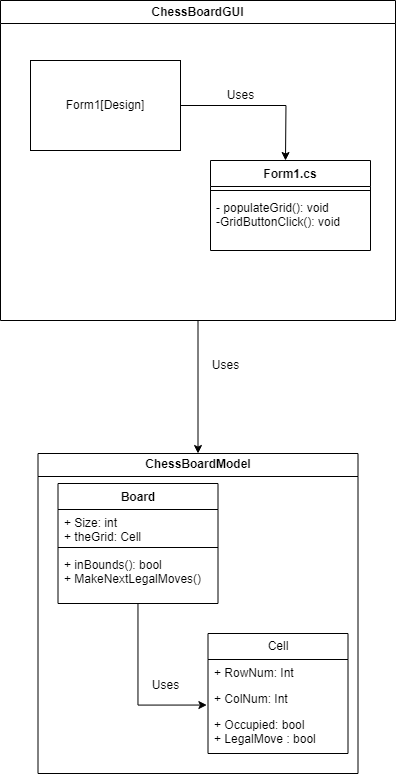 ChessBoardGUI
Form1[Design]
Uses
Form1.cs
- populateGrid(): void
-GridButtonClick(): void
Uses
ChessBoardModel
Board
+ Size: int
+ theGrid: Cell
+ inBounds(): bool
+ MakeNextLegalMoves()
Uses
Cell
+ RowNum: Int
+ ColNum: Int
+ Occupied: bool
+ LegalMove : bool